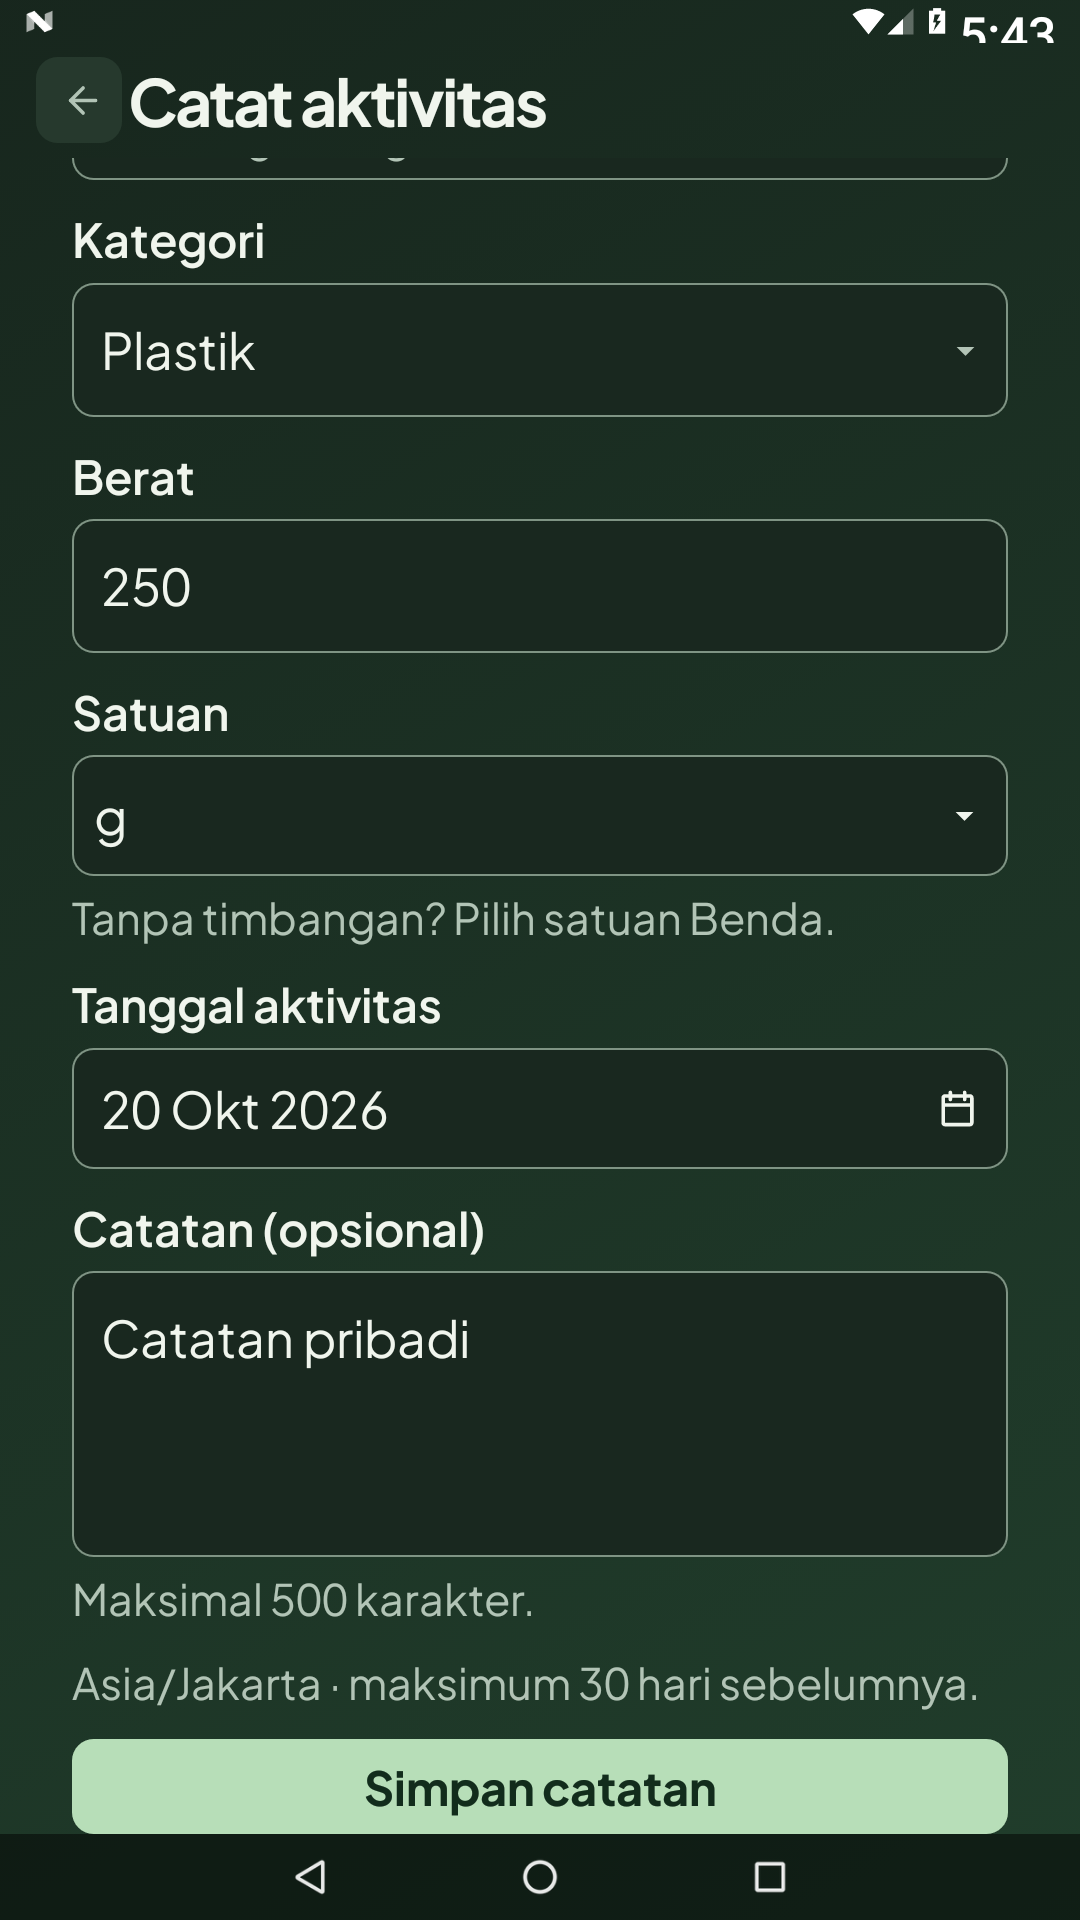 5:43
Catat aktivitas
Kategori
Plastik
Berat
250
Satuan
g
Tanpa timbangan? Pilih satuan Benda.
Tanggal aktivitas
20 Okt 2026
Catatan (opsional)
Catatan pribadi
Maksimal 500 karakter.
Asia/Jakarta · maksimum 30 hari sebelumnya.
Simpan catatan